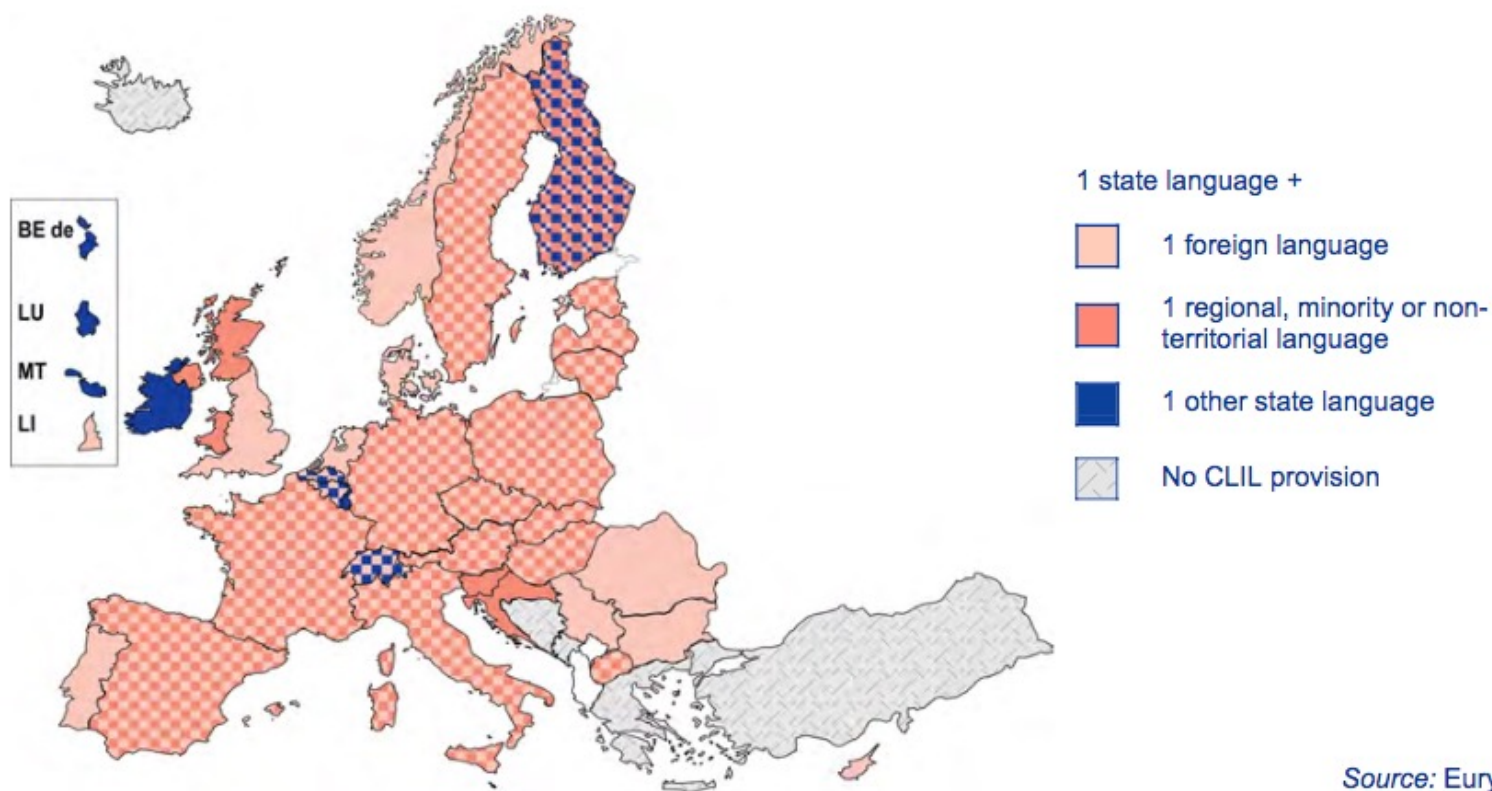 BE de
LU
MT
LI
1 state language +
1 foreign language
1 regional, minority or non-
territorial language
1 other state language
No CLIL provision
Source: Eury